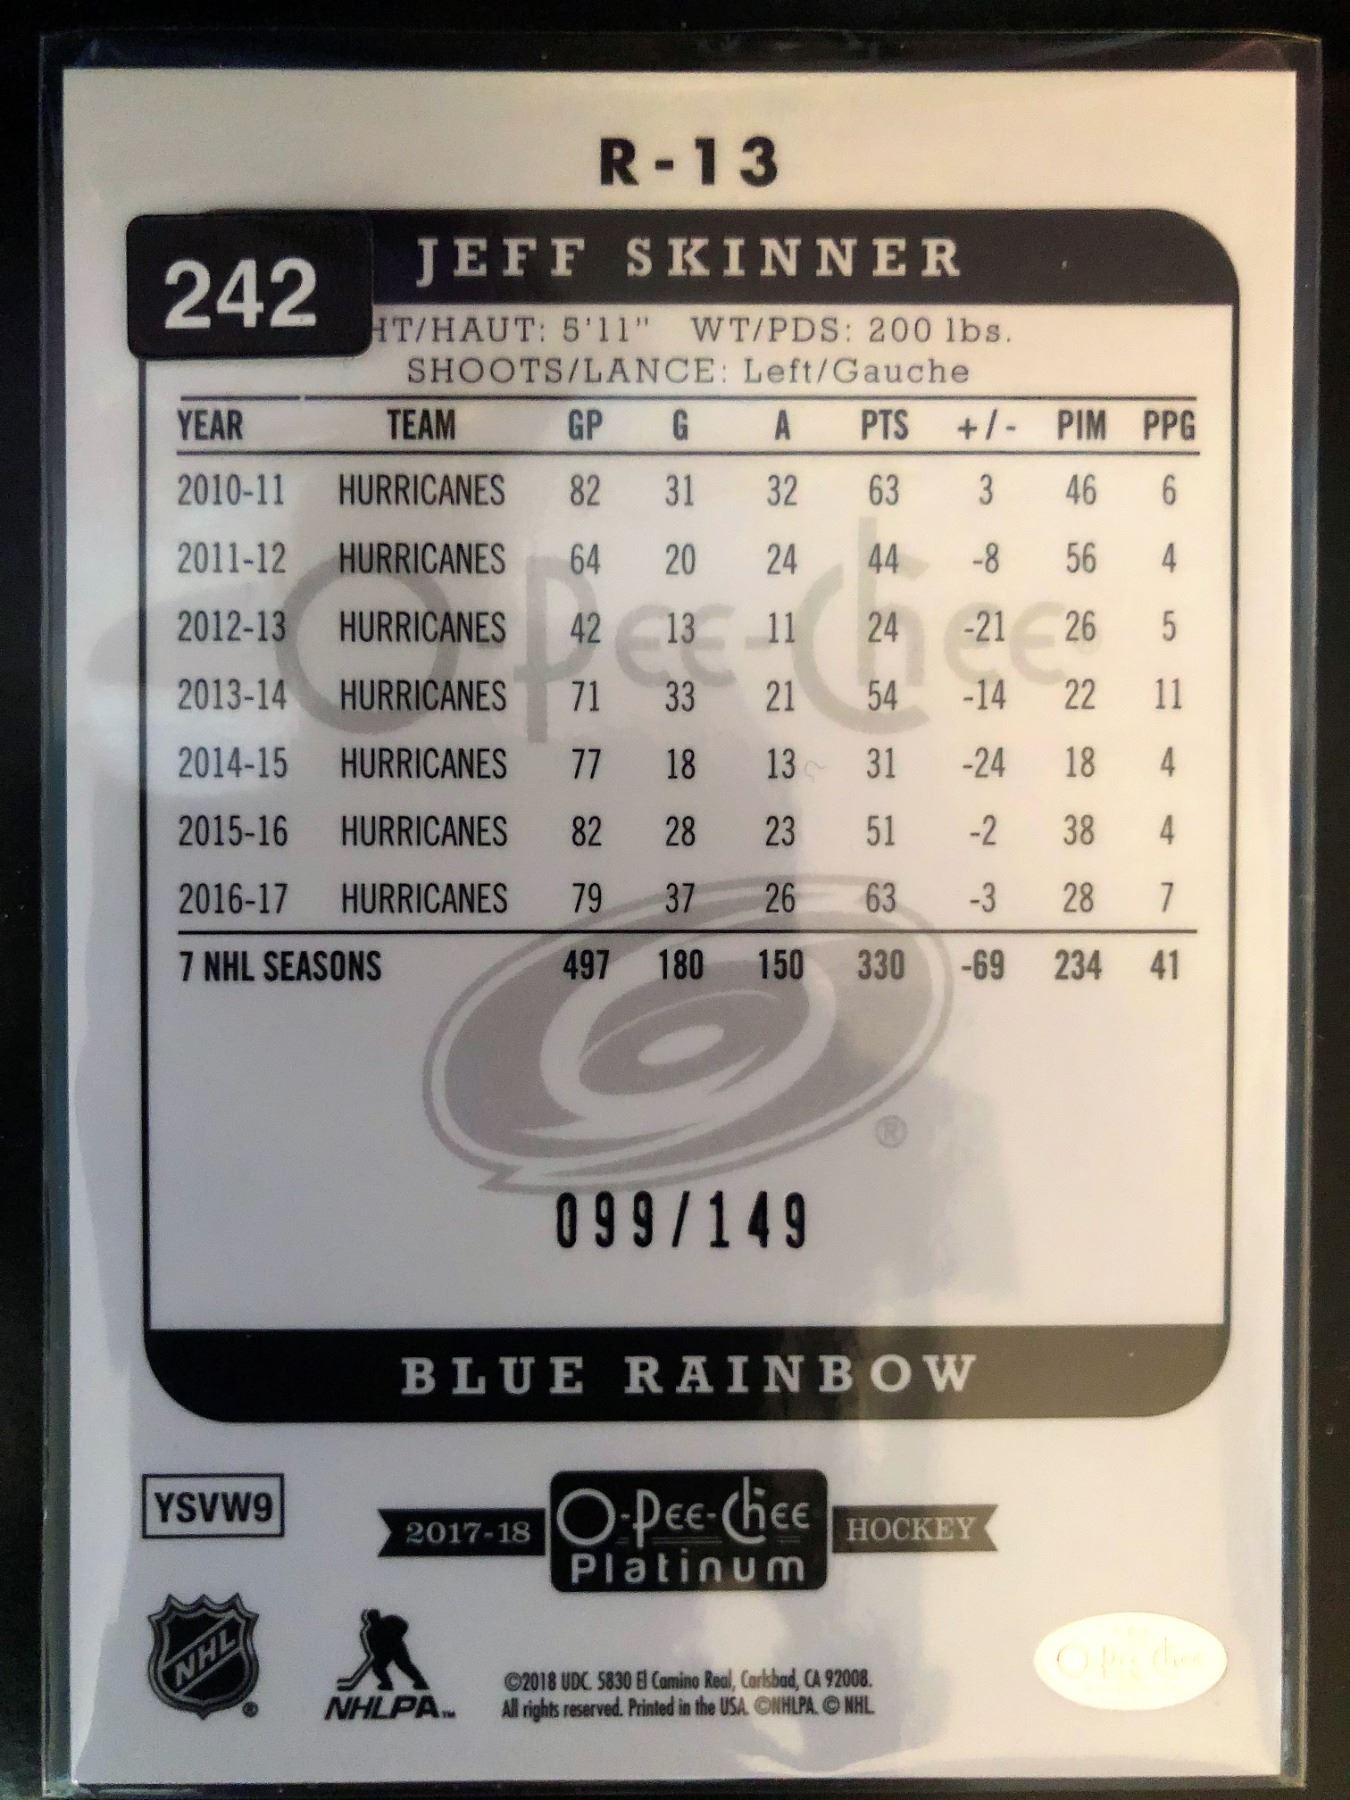 R-13
242
JEFF SKINNER
HT/HAUT: 5'11" WT/PDS: 200 lbs.
SHOOTS/LANCE: Left/Gauche
YEAR TEAM GP G A PTS +/- PIM PPG
2010-11 HURRICANES 82 31 32 63 3 46 6
2011-12 HURRICANES 64 20 24 44 -8 56 4
2012-13 HURRICANES 42 13 11 24 -21 26 5
2013-14 HURRICANES 71 33 21 54 -14 22 11
2014-15 HURRICANES 77 18 13 31 -24 18 4
2015-16 HURRICANES 82 28 23 51 -2 38 4
2016-17 HURRICANES 79 37 26 63 -3 28 7
7 NHL SEASONS 497 180 150 330 -69 234 41
O-Pee-Chee
®
099/149
BLUE RAINBOW
YSVW9
2017-18 O-Pee-Chee Platinum HOCKEY
NHL ®
NHLPA™
©2018 UDC. 5830 El Camino Real, Carlsbad, CA 92008.
All rights reserved. Printed in the USA. ©NHLPA. © NHL.
O-Pee-Chee